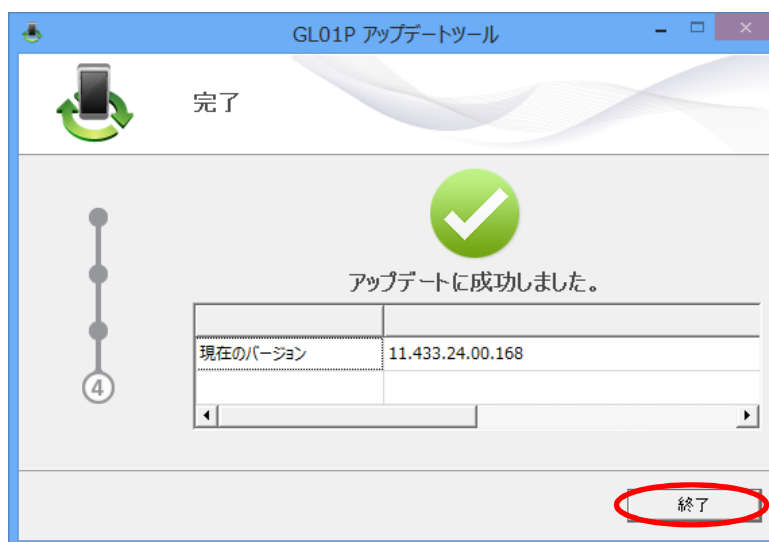 GL01P アップデートツール
完了
アップデートに成功しました。
現在のバージョン 11.433.24.00.168
4
終了